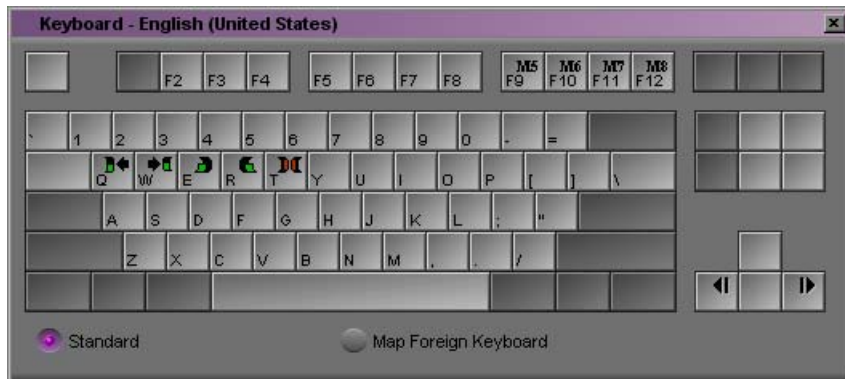 Keyboard - English (United States)
F2 F3 F4 F5 F6 F7 F8 M5 F9 M6 F10 M7 F11 M8 F12
` 1 2 3 4 5 6 7 8 9 0 - =
Q W E R T Y U I O P [ ] \
A S D F G H J K L ; "
Z X C V B N M , . /
Standard Map Foreign Keyboard